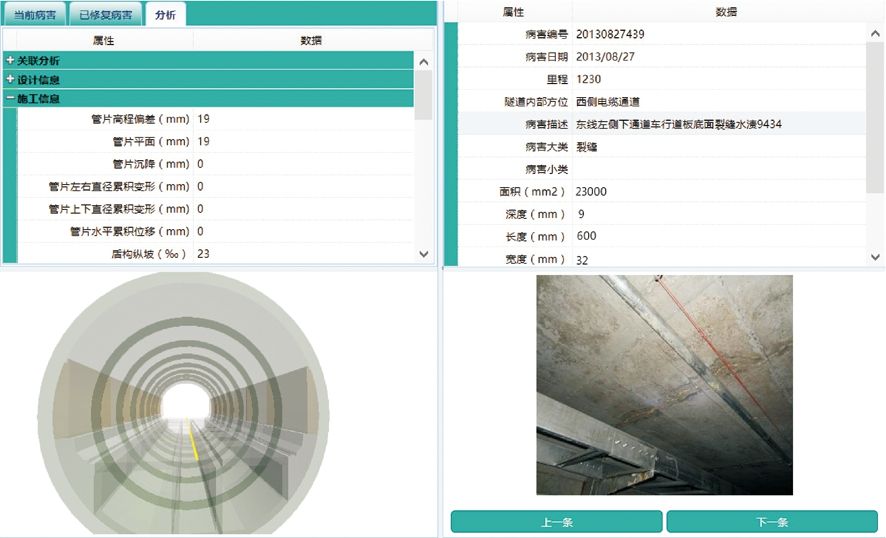 当前病害 已修复病害 分析
属性 数据
关联分析
设计信息
施工信息
管片高程偏差(mm) 19
管片平面(mm) 19
管片沉降(mm) 0
管片左右直径累积变形(mm) 0
管片上下直径累积变形(mm) 0
管片水平累积位移(mm) 0
盾构纵坡(‰) 23
属性 数据
病害编号 20130827439
病害日期 2013/08/27
里程 1230
隧道内部方位 西侧电缆通道
病害描述 东线左侧下通道车行道板底面裂缝水凑9434
病害大类 裂缝
病害小类
面积(mm2) 23000
深度(mm) 9
长度(mm) 600
宽度(mm) 32
上一条 下一条